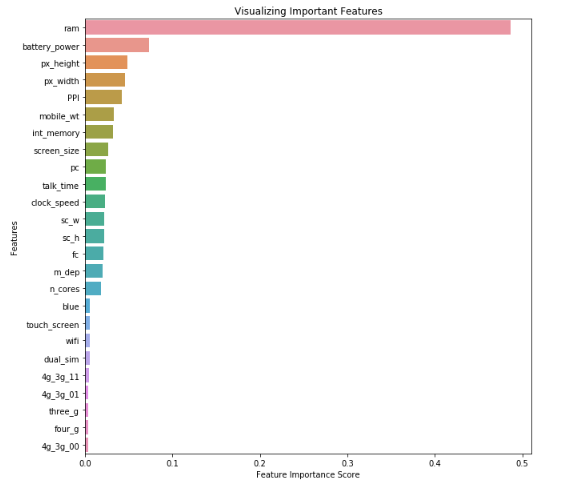 Visualizing Important Features
ram
battery_power
px_height
px_width
PPI
mobile_wt
int_memory
screen_size
pc
talk_time
clock_speed
sc_w
sc_h
fc
m_dep
n_cores
blue
touch_screen
wifi
dual_sim
4g_3g_11
4g_3g_01
three_g
four_g
4g_3g_00
Features
0.0 0.1 0.2 0.3 0.4 0.5
Feature Importance Score